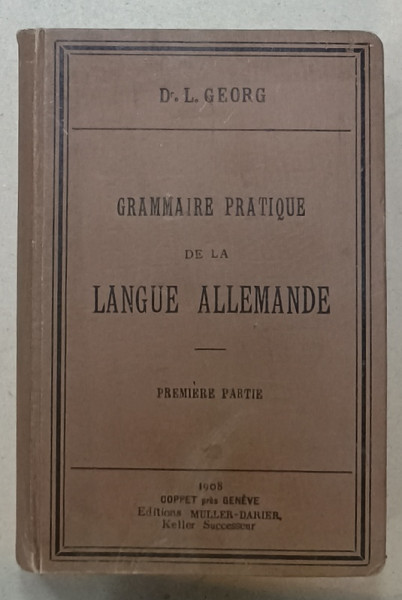 Dr. L. GEORG
GRAMMAIRE PRATIQUE
DE LA
LANGUE ALLEMANDE
PREMIÈRE PARTIE
1908
COPPET près GENÈVE
Editions MULLER-DARIER,
Keller Successeur